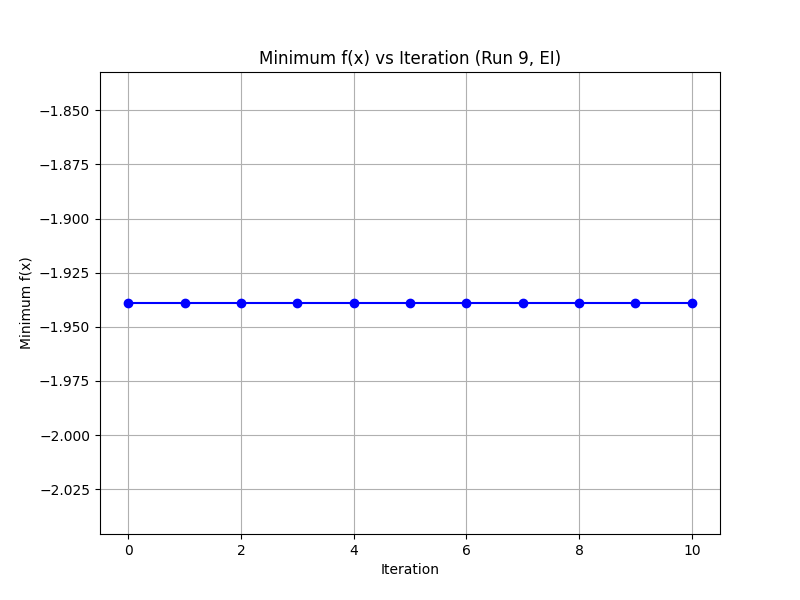 Minimum f(x) vs Iteration (Run 9, EI)
−1.850
−1.875
−1.900
−1.925
−1.950
−1.975
−2.000
−2.025
Minimum f(x)
0 2 4 6 8 10
Iteration